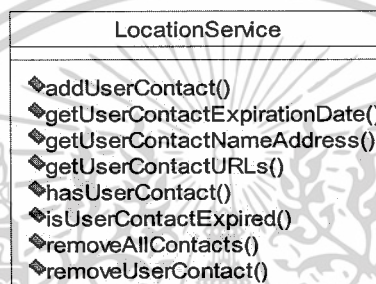 LocationService
addUserContact()
getUserContactExpirationDate()
getUserContactNameAddress()
getUserContactURLs()
hasUserContact()
isUserContactExpired()
removeAllContacts()
removeUserContact()